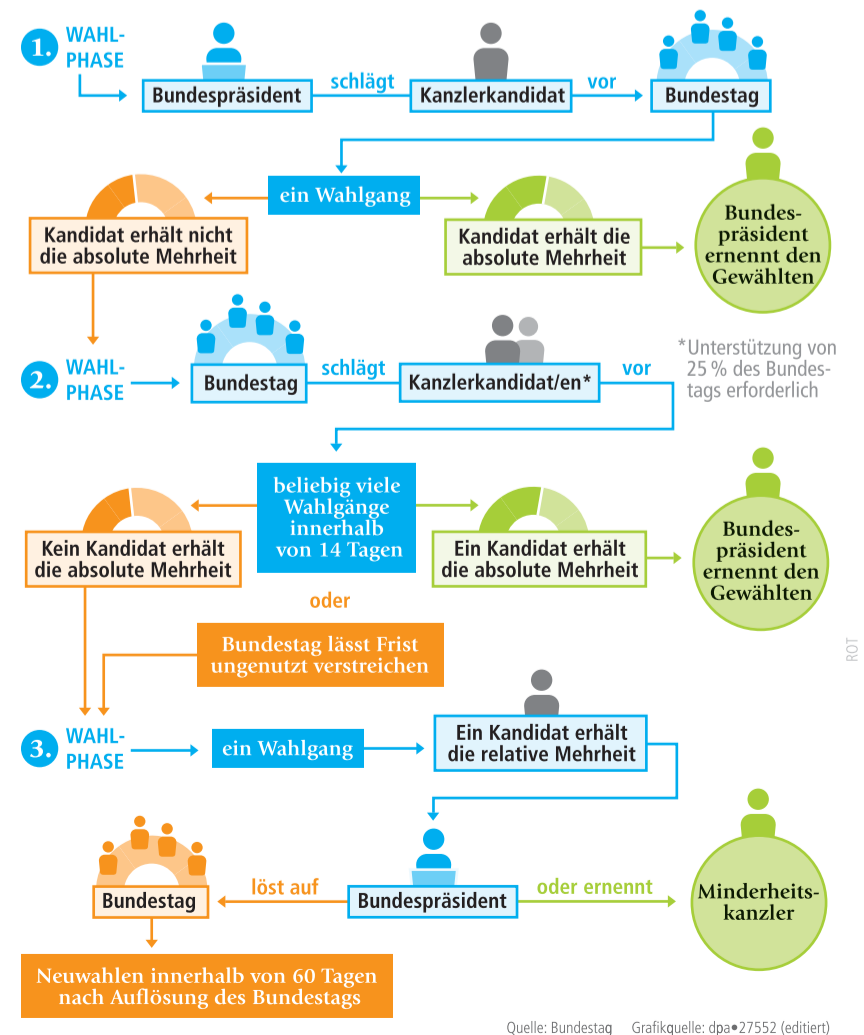 1. WAHL-
PHASE
Bundespräsident
schlägt
Kanzlerkandidat
vor
Bundestag
ein Wahlgang
Kandidat erhält nicht
die absolute Mehrheit
Kandidat erhält die
absolute Mehrheit
Bundes-
präsident
ernennt den
Gewählten
2. WAHL-
PHASE
Bundestag
schlägt
Kanzlerkandidat/en*
vor
*Unterstützung von
25 % des Bundes-
tags erforderlich
beliebig viele
Wahlgänge
innerhalb
von 14 Tagen
Kein Kandidat erhält
die absolute Mehrheit
Ein Kandidat erhält
die absolute Mehrheit
Bundes-
präsident
ernennt den
Gewählten
oder
Bundestag lässt Frist
ungenutzt verstreichen
ROT
3. WAHL-
PHASE
ein Wahlgang
Ein Kandidat erhält
die relative Mehrheit
Bundestag
löst auf
Bundespräsident
oder ernennt
Minderheits-
kanzler
Neuwahlen innerhalb von 60 Tagen
nach Auflösung des Bundestags
Quelle: Bundestag Grafikquelle: dpa•27552 (editiert)